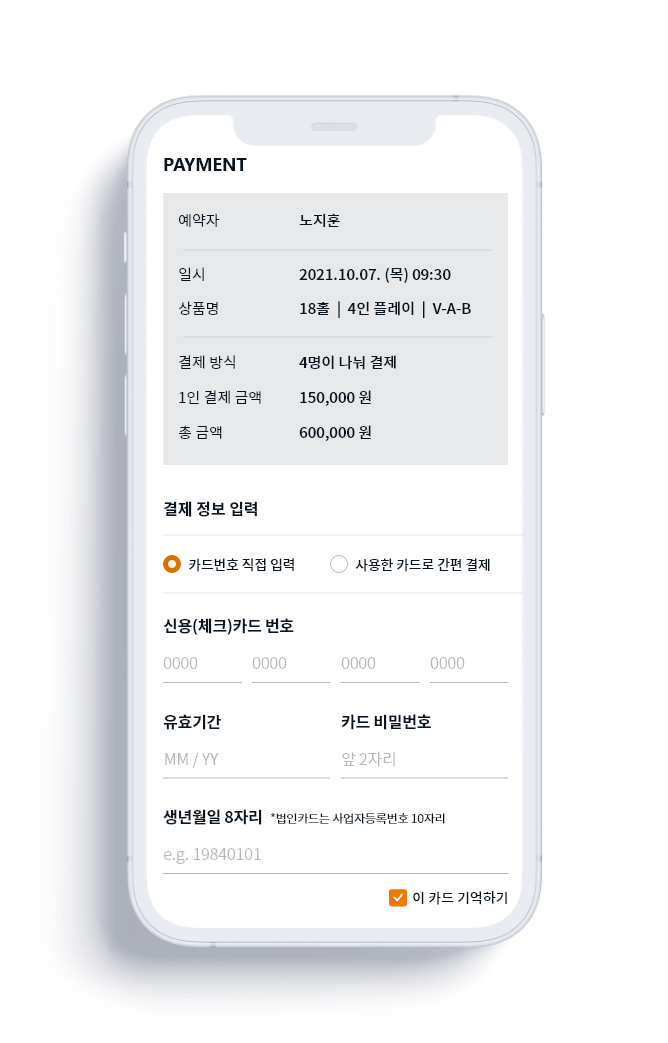 PAYMENT
예약자 노지훈
일시 2021.10.07. (목) 09:30
상품명 18홀 | 4인 플레이 | V-A-B
결제 방식 4명이 나눠 결제
1인 결제 금액 150,000 원
총 금액 600,000 원
결제 정보 입력
카드번호 직접 입력 사용한 카드로 간편 결제
신용(체크)카드 번호
0000 0000 0000 0000
유효기간 카드 비밀번호
MM / YY 앞 2자리
생년월일 8자리 *법인카드는 사업자등록번호 10자리
e.g. 19840101
이 카드 기억하기